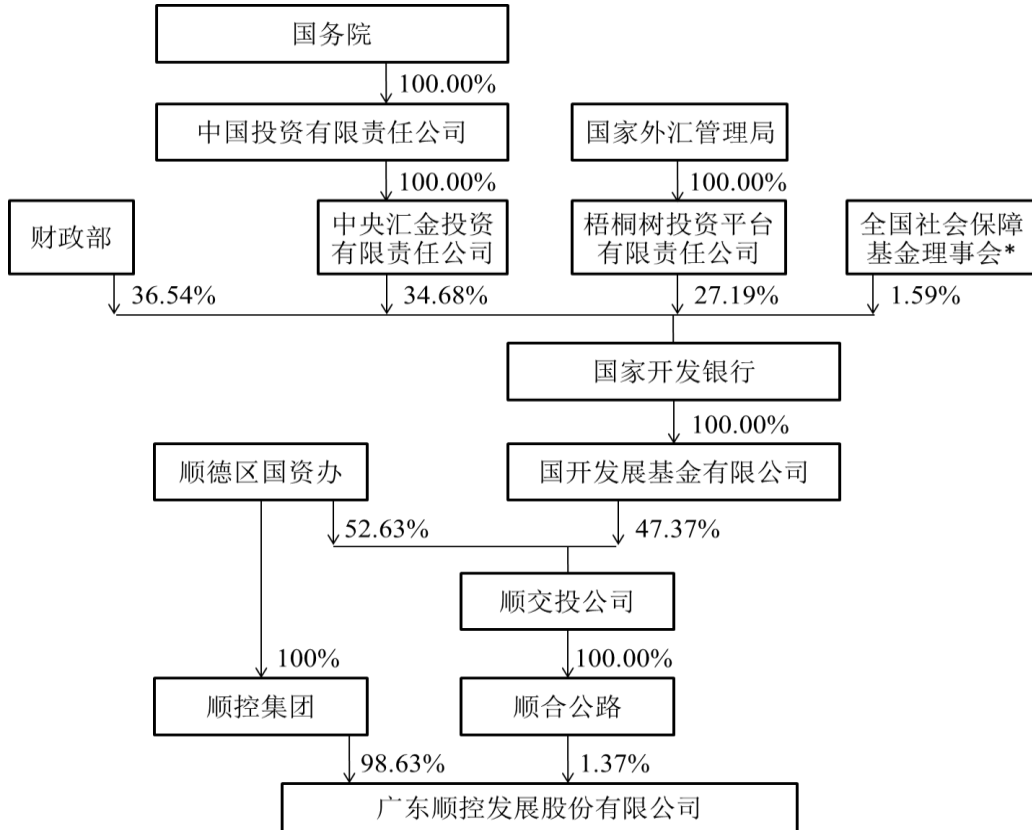 国务院
100.00%
中国投资有限责任公司
国家外汇管理局
100.00%
100.00%
财政部
中央汇金投资
有限责任公司
梧桐树投资平台
有限责任公司
全国社会保障
基金理事会*
36.54%
34.68%
27.19%
1.59%
国家开发银行
100.00%
顺德区国资办
国开发展基金有限公司
52.63%
47.37%
顺交投公司
100%
100.00%
顺控集团
顺合公路
98.63%
1.37%
广东顺控发展股份有限公司